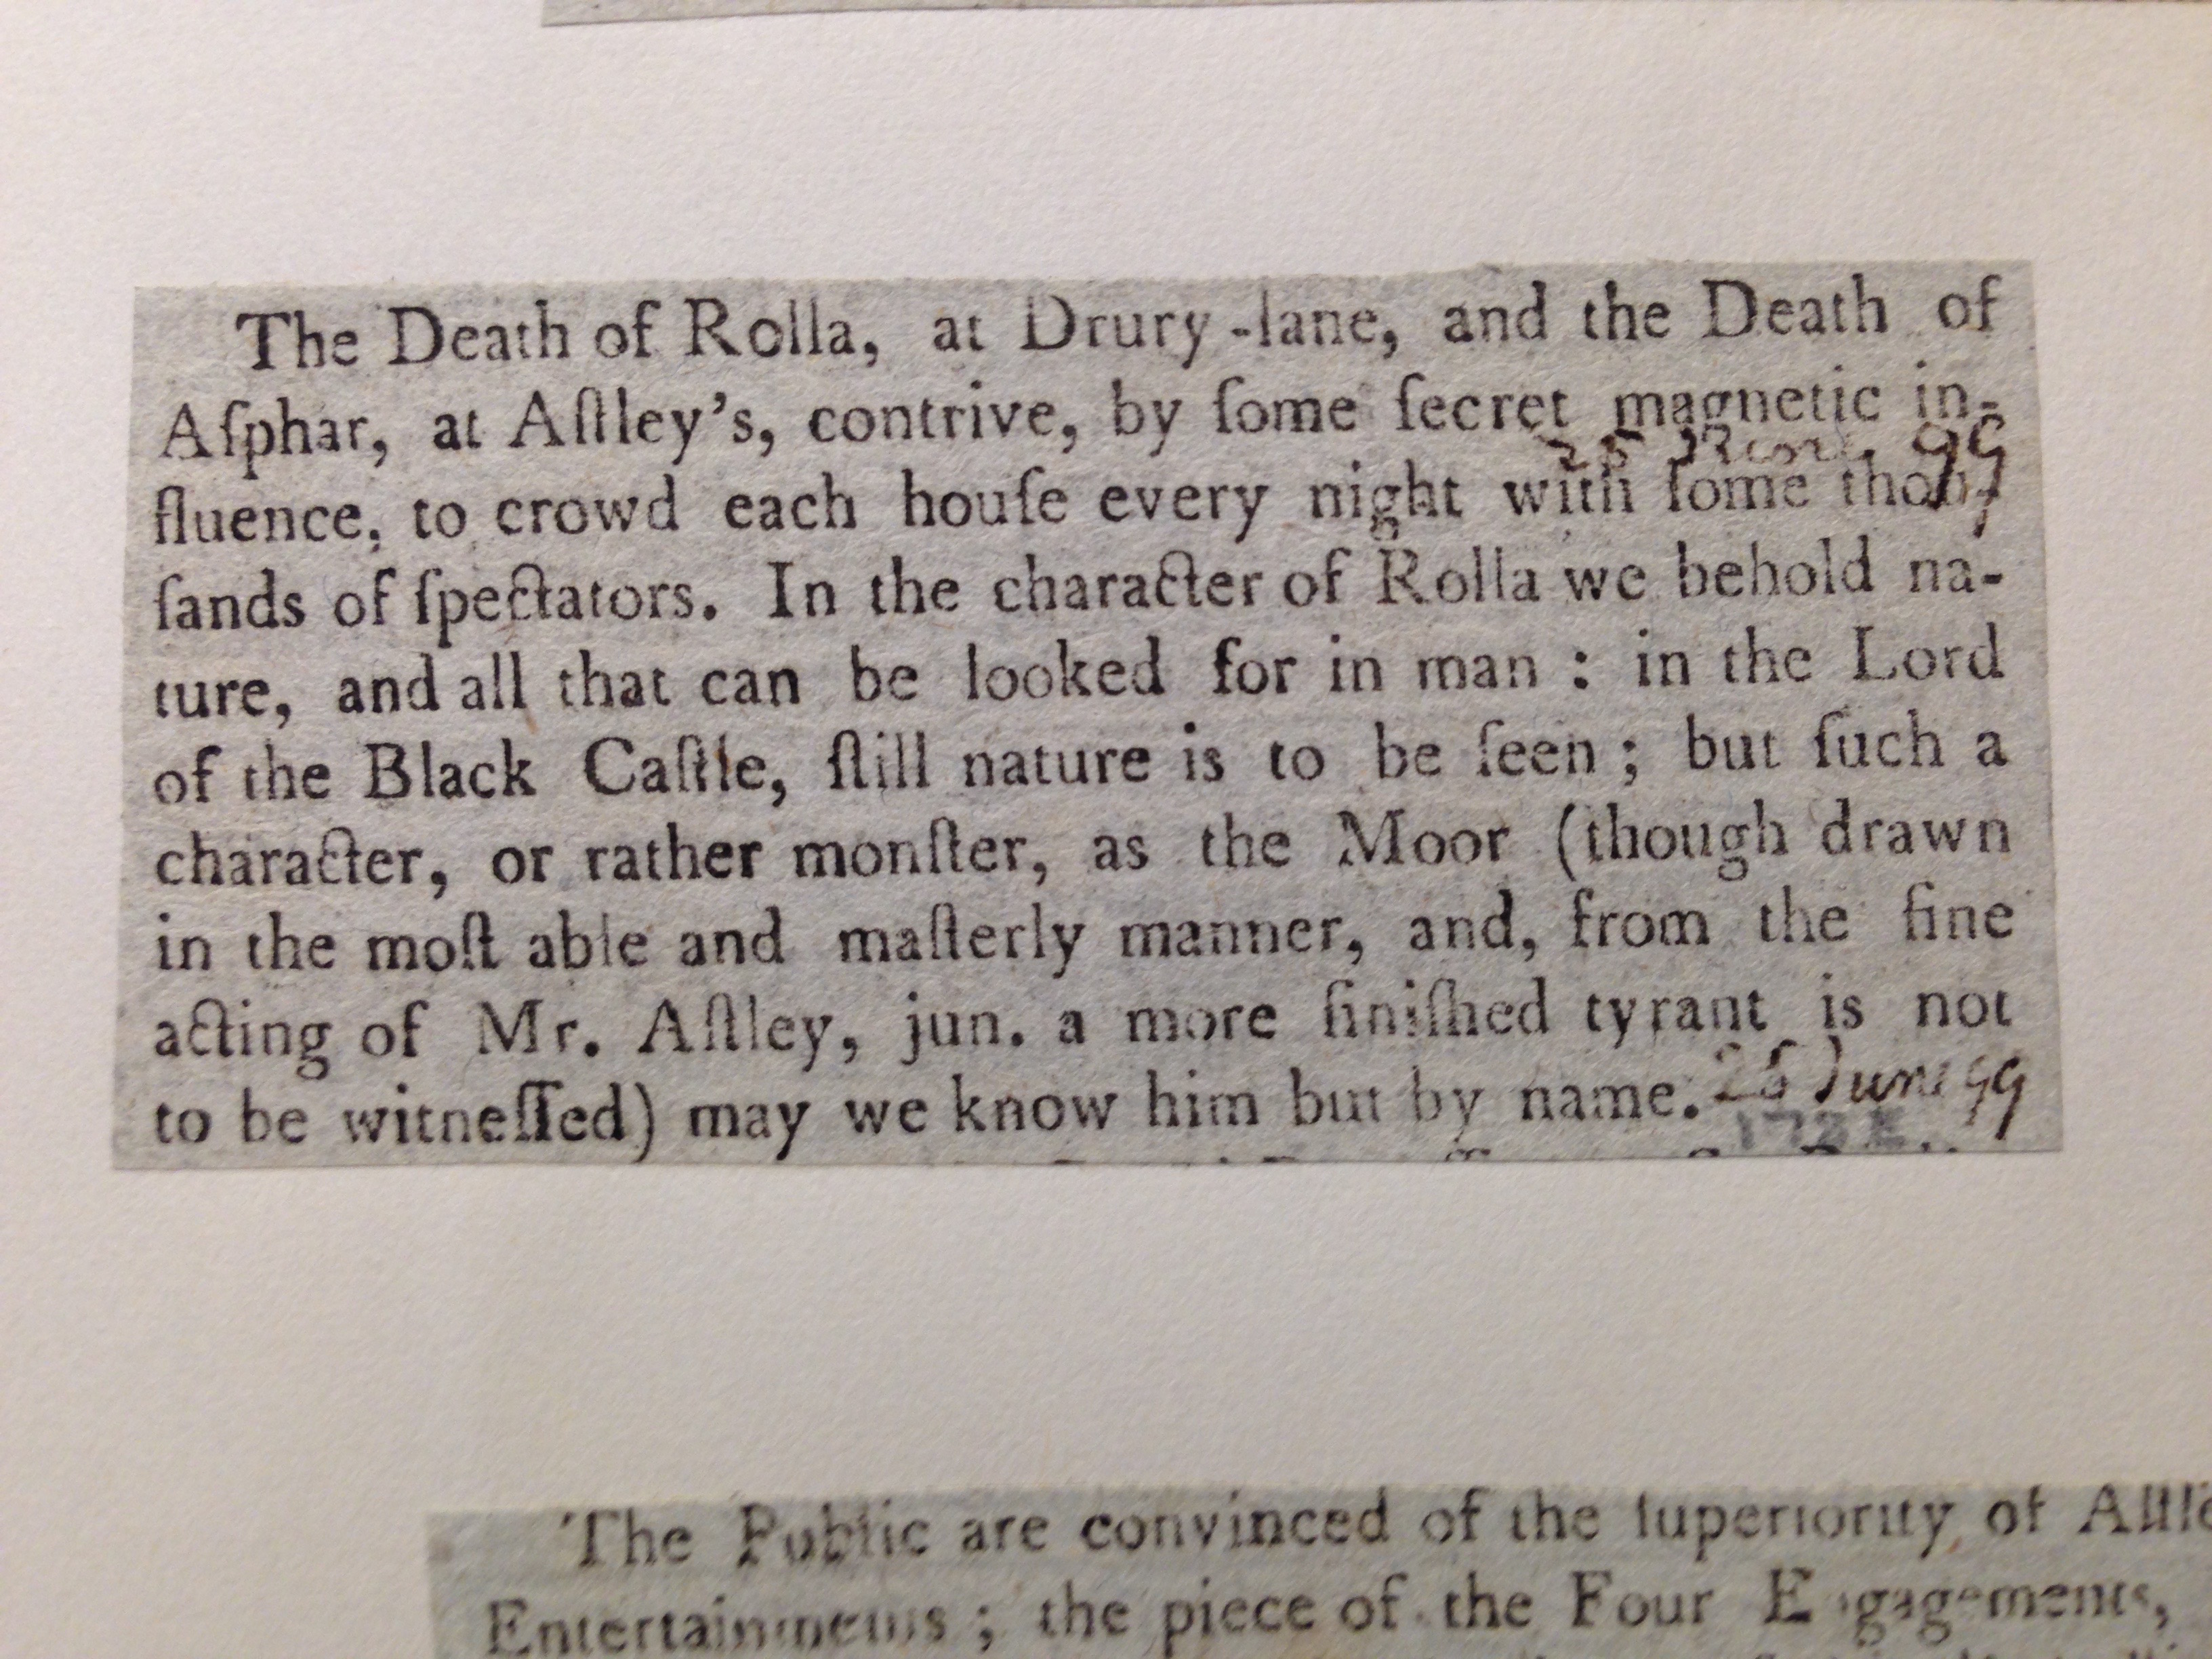 The Death of Rolla, at Drury-lane, and the Death of
Aſphar, at Aſtley's, contrive, by ſome ſecret magnetic in-
25 June 99
fluence, to crowd each houſe every night with ſome thou-
ſands of ſpectators. In the character of Rolla we behold na-
ture, and all that can be looked for in man : in the Lord
of the Black Caſtle, ſtill nature is to be ſeen ; but ſuch a
character, or rather monſter, as the Moor (though drawn
in the moſt able and maſterly manner, and, from the fine
acting of Mr. Aſtley, jun. a more finiſhed tyrant is not
to be witneſſed) may we know him but by name. 25 June 99
The Public are convinced of the ſuperiority of
Entertainments ; the piece of the Four Engagements,